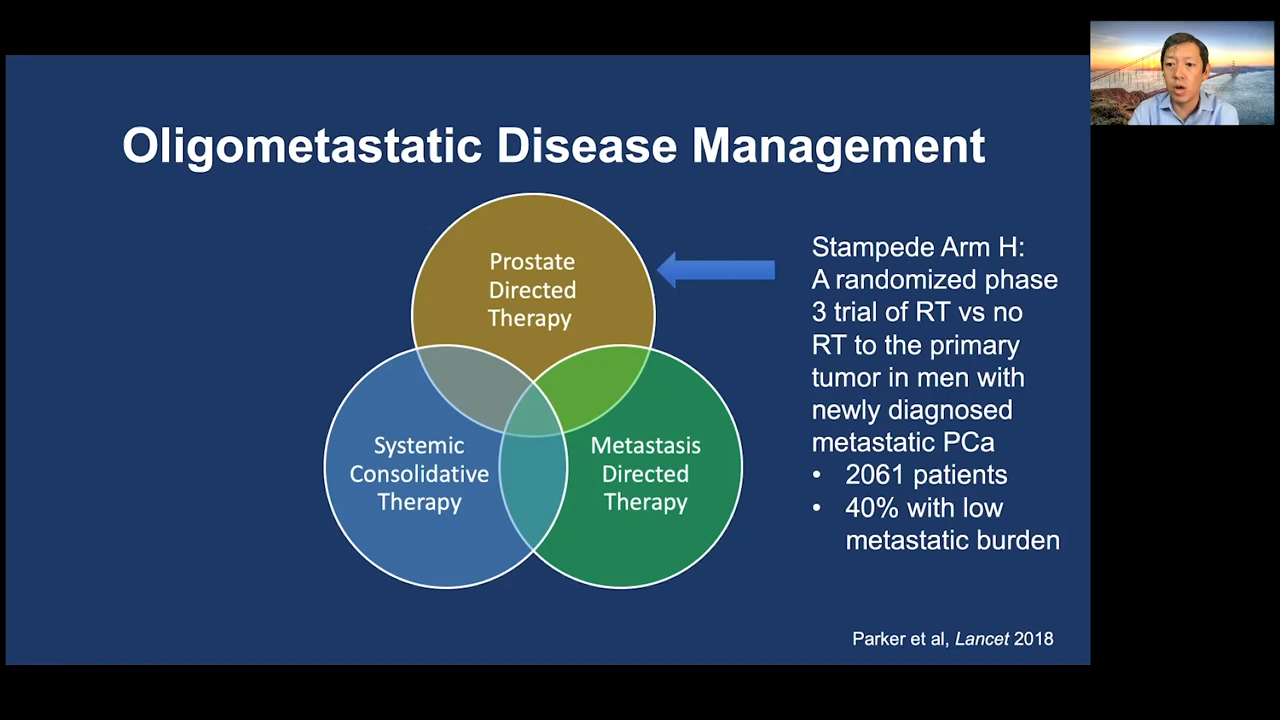 Oligometastatic Disease Management
Prostate
Directed
Therapy
Systemic
Consolidative
Therapy
Metastasis
Directed
Therapy
Stampede Arm H:
A randomized phase
3 trial of RT vs no
RT to the primary
tumor in men with
newly diagnosed
metastatic PCa
• 2061 patients
• 40% with low
metastatic burden
Parker et al, Lancet 2018